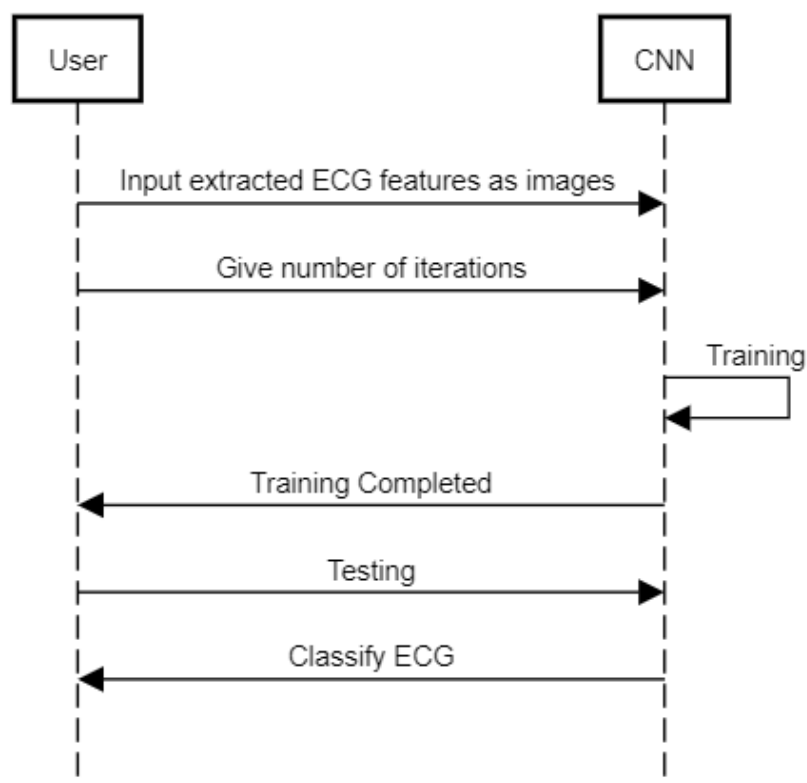 User
CNN
Input extracted ECG features as images
Give number of iterations
Training
Training Completed
Testing
Classify ECG